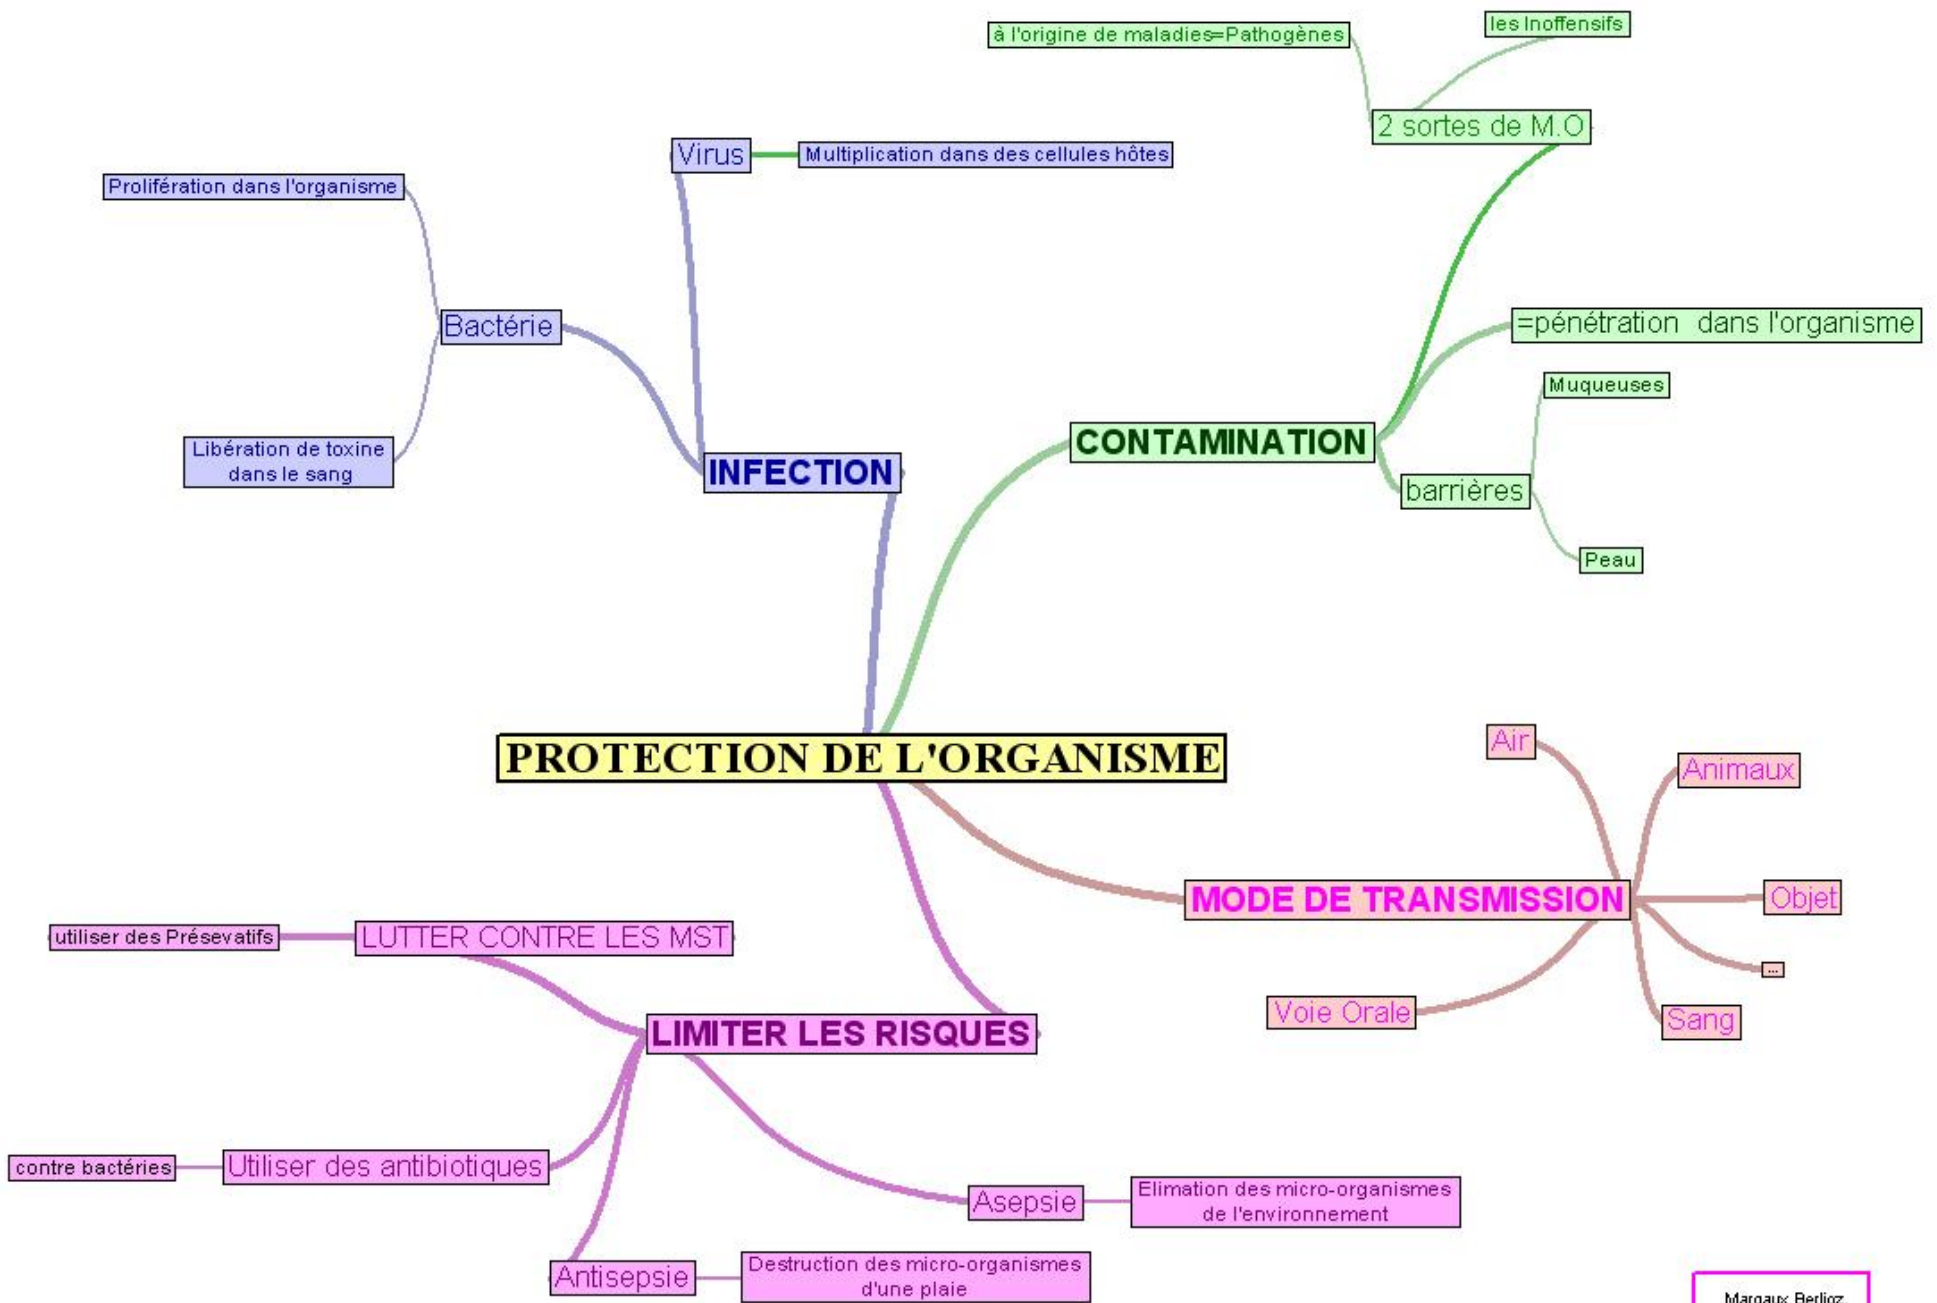 à l'origine de maladies=Pathogènes
les Inoffensifs
2 sortes de M.O
Virus
Multiplication dans des cellules hôtes
Prolifération dans l'organisme
Bactérie
Libération de toxine
dans le sang
INFECTION
CONTAMINATION
=pénétration dans l'organisme
Muqueuses
barrières
Peau
PROTECTION DE L'ORGANISME
Air
Animaux
MODE DE TRANSMISSION
Objet
...
Voie Orale
Sang
utiliser des Présevatifs
LUTTER CONTRE LES MST
LIMITER LES RISQUES
contre bactéries
Utiliser des antibiotiques
Asepsie
Elimation des micro-organismes
de l'environnement
Antisepsie
Destruction des micro-organismes
d'une plaie
Margaux Berlioz